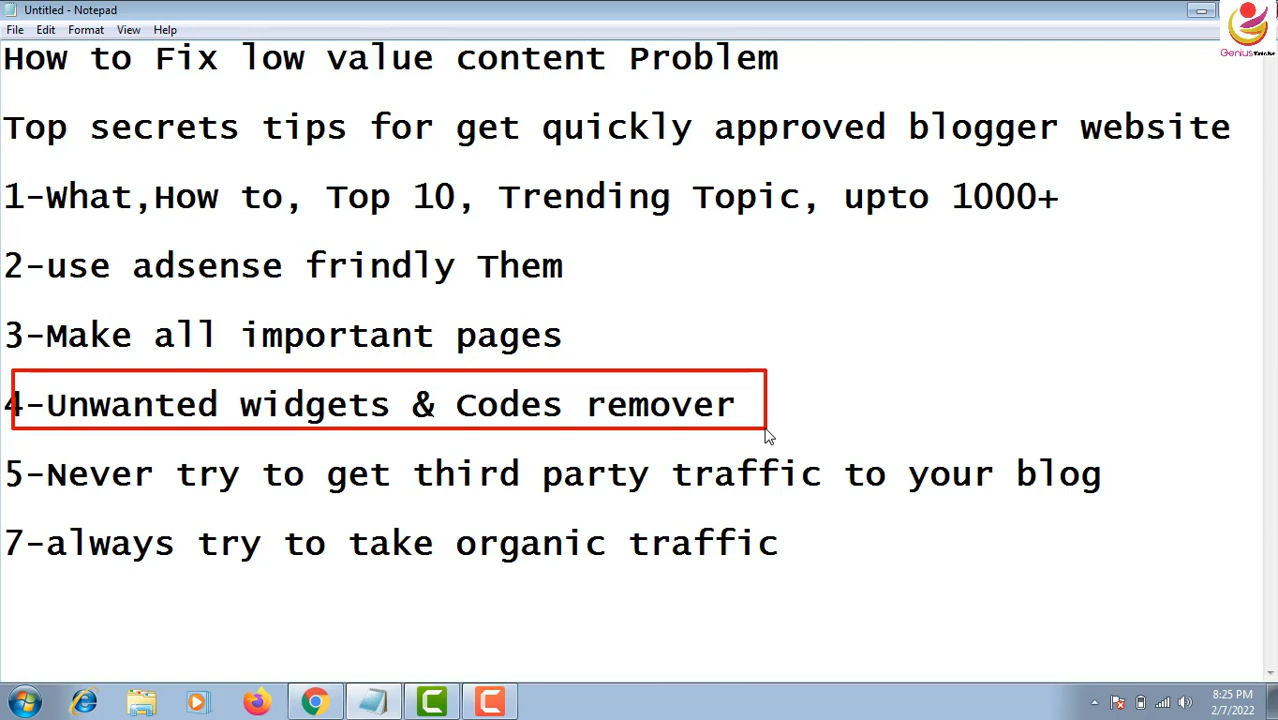 Untitled - Notepad
File Edit Format View Help
GeniusTricks
How to Fix low value content Problem
Top secrets tips for get quickly approved blogger website
1-What,How to, Top 10, Trending Topic, upto 1000+
2-use adsense frindly Them
3-Make all important pages
4-Unwanted widgets & Codes remover
5-Never try to get third party traffic to your blog
7-always try to take organic traffic
8:25 PM
2/7/2022